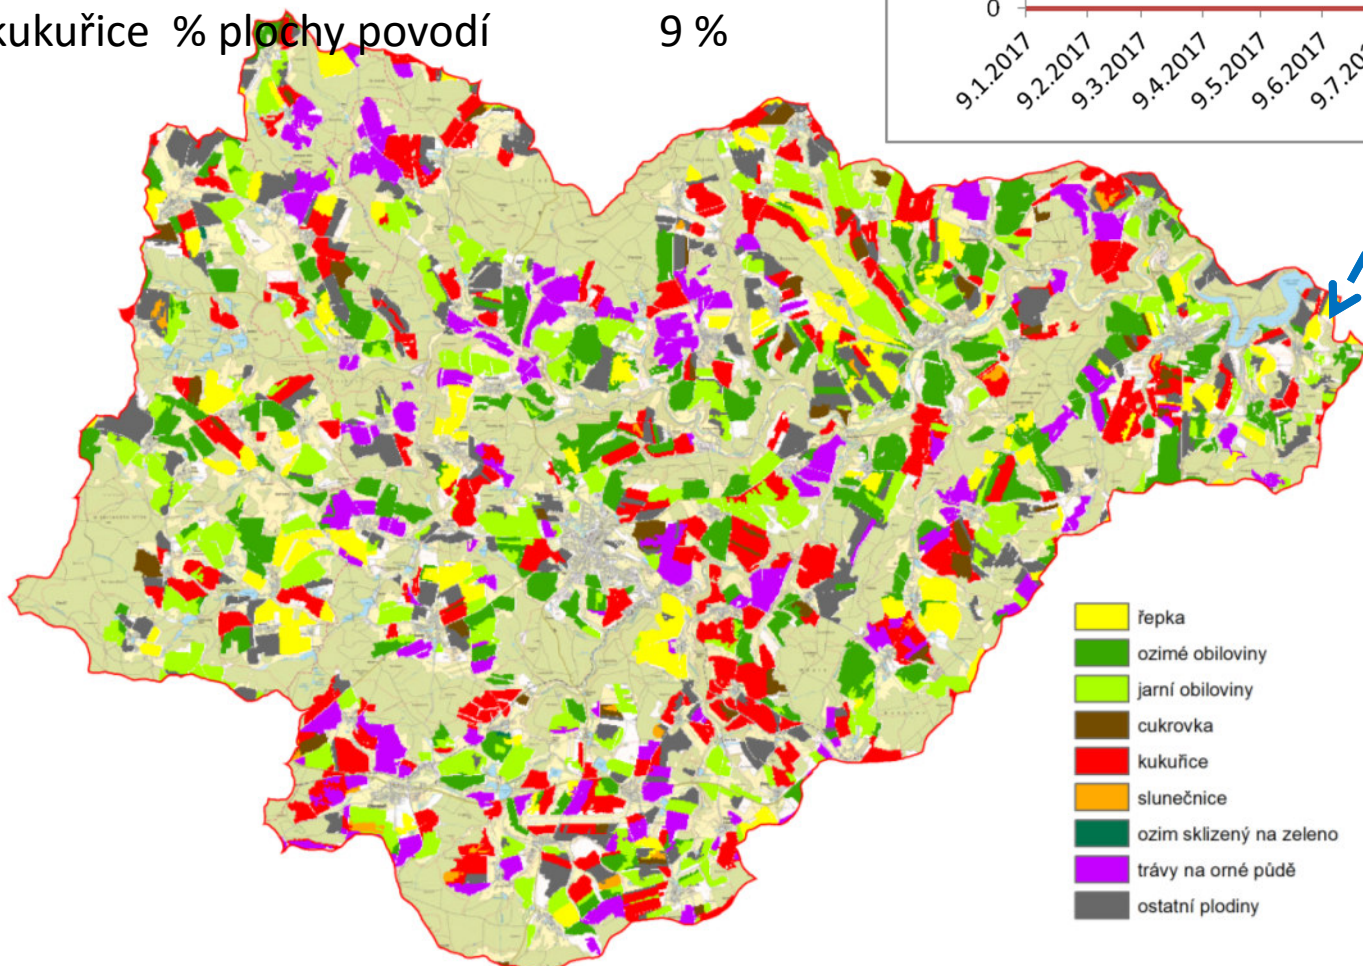 kukuřice % plochy povodí 9 %
0
9.1.2017
9.2.2017
9.3.2017
9.4.2017
9.5.2017
9.6.2017
řepka
ozimé obiloviny
jarní obiloviny
cukrovka
kukuřice
slunečnice
ozim sklizený na zeleno
trávy na orné půdě
ostatní plodiny